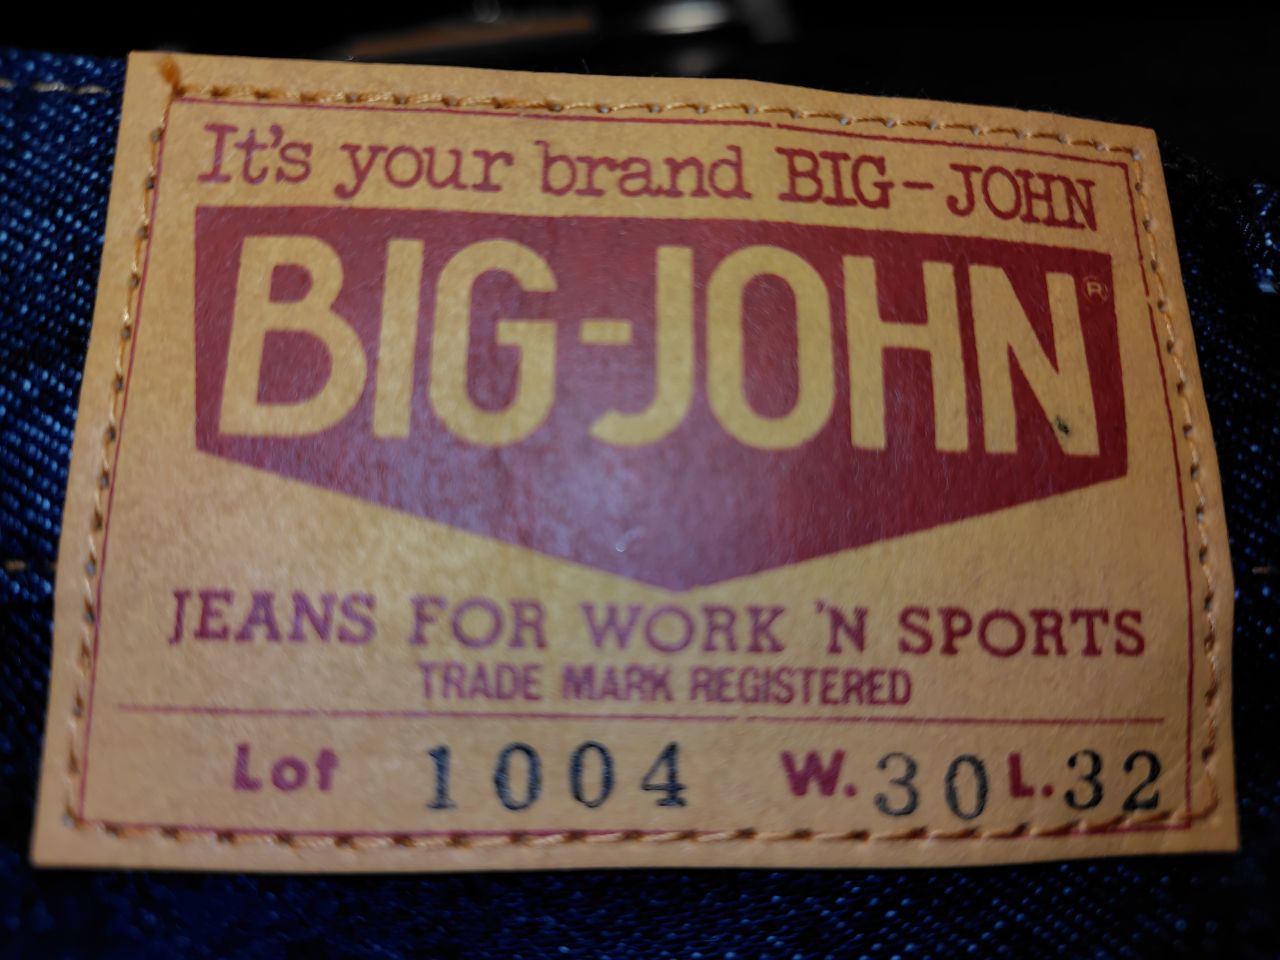 It's your brand BIG-JOHN
BIG-JOHN®
JEANS FOR WORK 'N SPORTS
TRADE MARK REGISTERED
Lot 1004 W. 30 L. 32